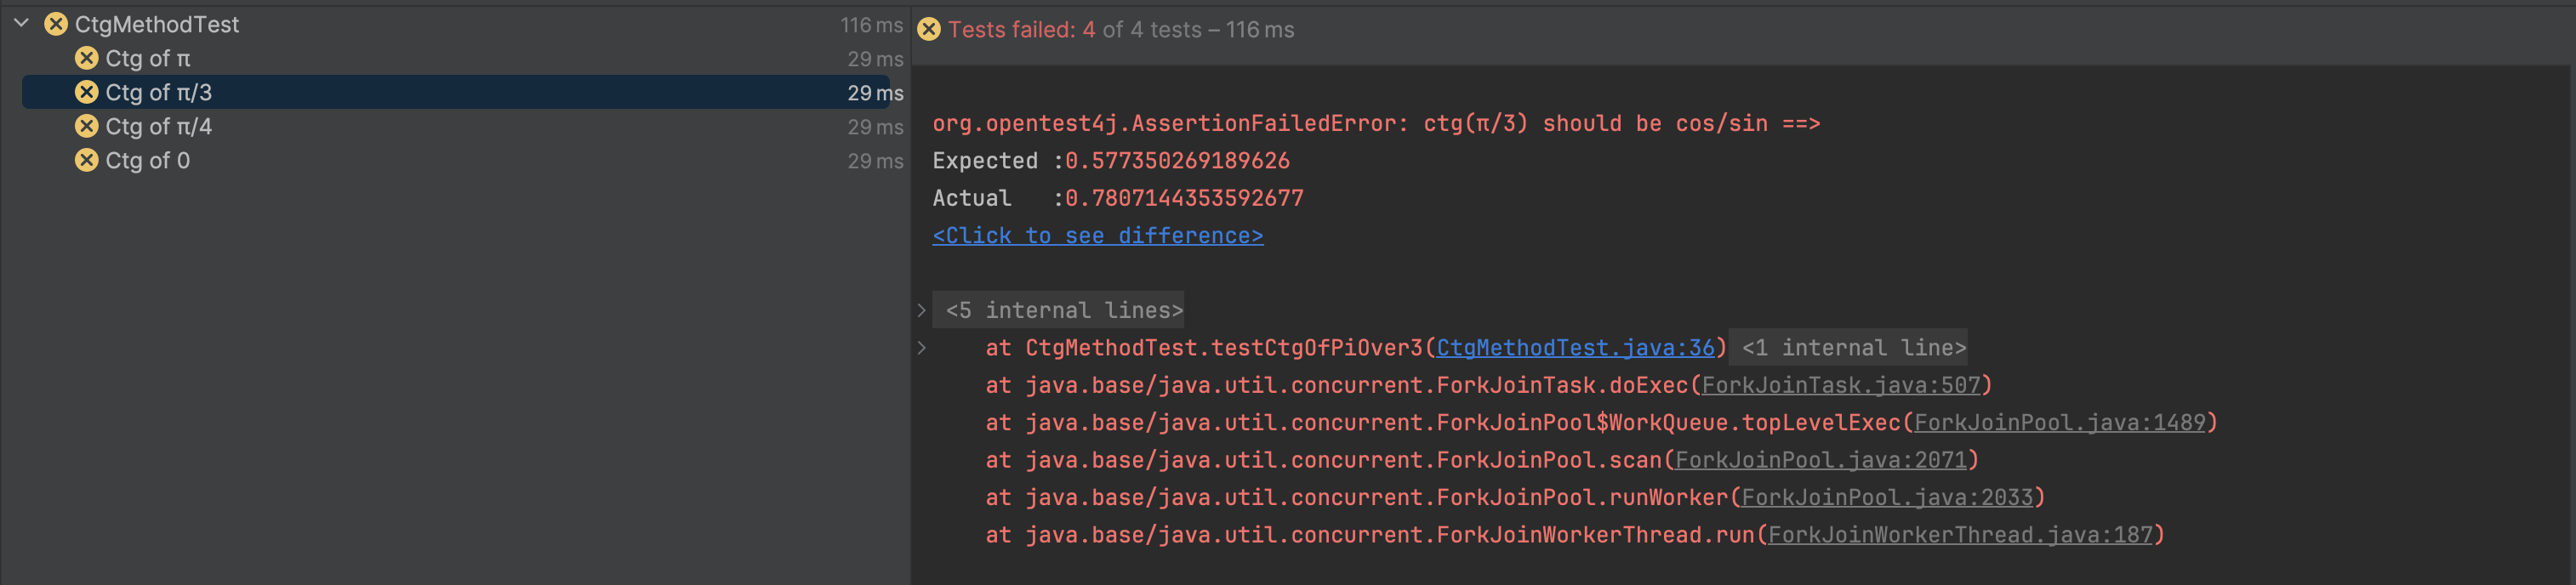 CtgMethodTest 116 ms
Ctg of π 29 ms
Ctg of π/3 29 ms
Ctg of π/4 29 ms
Ctg of 0 29 ms
Tests failed: 4 of 4 tests – 116 ms
org.opentest4j.AssertionFailedError: ctg(π/3) should be cos/sin ==>
Expected :0.577350269189626
Actual   :0.7807144353592677
<Click to see difference>
<5 internal lines>
at CtgMethodTest.testCtgOfPiOver3(CtgMethodTest.java:36) <1 internal line>
at java.base/java.util.concurrent.ForkJoinTask.doExec(ForkJoinTask.java:507)
at java.base/java.util.concurrent.ForkJoinPool$WorkQueue.topLevelExec(ForkJoinPool.java:1489)
at java.base/java.util.concurrent.ForkJoinPool.scan(ForkJoinPool.java:2071)
at java.base/java.util.concurrent.ForkJoinPool.runWorker(ForkJoinPool.java:2033)
at java.base/java.util.concurrent.ForkJoinWorkerThread.run(ForkJoinWorkerThread.java:187)